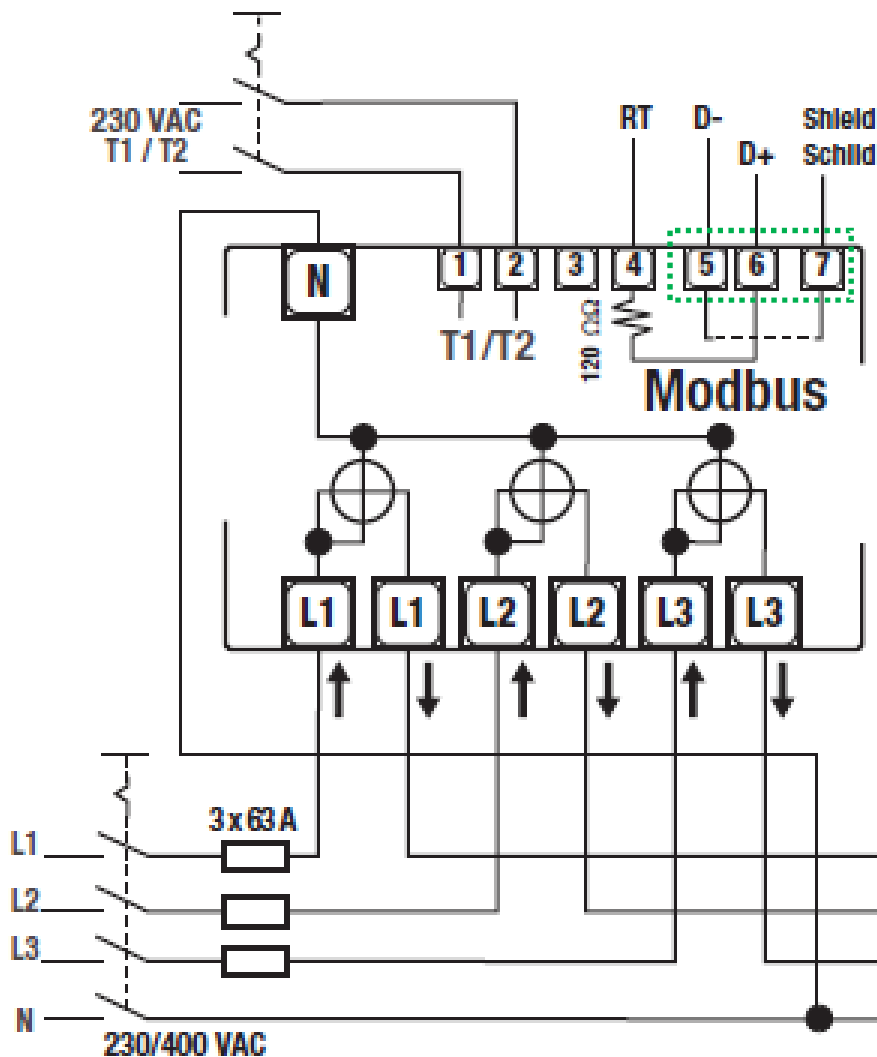 230 VAC
T1 / T2
RT
D-
D+
Shield
Schild
N
1
2
3
4
5
6
7
T1/T2
120 ΩΩ
Modbus
L1
L1
L2
L2
L3
L3
3 x 63 A
L1
L2
L3
N
230/400 VAC